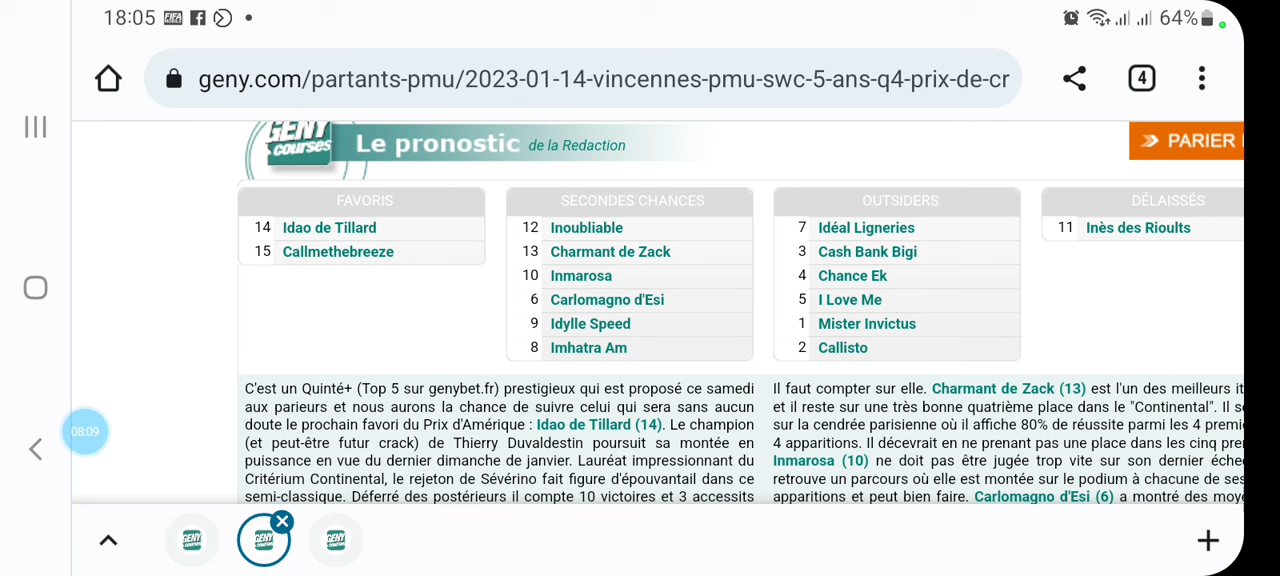 18:05
64%
geny.com/partants-pmu/2023-01-14-vincennes-pmu-swc-5-ans-q4-prix-de-cr
4
GENY courses
Le pronostic de la Redaction
PARIER
FAVORIS
14 Idao de Tillard
15 Callmethebreeze
SECONDES CHANCES
12 Inoubliable
13 Charmant de Zack
10 Inmarosa
6 Carlomagno d'Esi
9 Idylle Speed
8 Imhatra Am
OUTSIDERS
7 Idéal Ligneries
3 Cash Bank Bigi
4 Chance Ek
5 I Love Me
1 Mister Invictus
2 Callisto
DÉLAISSÉS
11 Inès des Rioults
C'est un Quinté+ (Top 5 sur genybet.fr) prestigieux qui est proposé ce samedi
aux parieurs et nous aurons la chance de suivre celui qui sera sans aucun
doute le prochain favori du Prix d'Amérique : Idao de Tillard (14). Le champion
(et peut-être futur crack) de Thierry Duvaldestin poursuit sa montée en
puissance en vue du dernier dimanche de janvier. Lauréat impressionnant du
Critérium Continental, le rejeton de Sévérino fait figure d'épouvantail dans ce
semi-classique. Déferré des postérieurs il compte 10 victoires et 3 accessits
Il faut compter sur elle. Charmant de Zack (13) est l'un des meilleurs it
et il reste sur une très bonne quatrième place dans le "Continental". Il s
sur la cendrée parisienne où il affiche 80% de réussite parmi les 4 premi
4 apparitions. Il décevrait en ne prenant pas une place dans les cinq prem
Inmarosa (10) ne doit pas être jugée trop vite sur son dernier échec
retrouve un parcours où elle est montée sur le podium à chacune de ses
apparitions et peut bien faire. Carlomagno d'Esi (6) a montré des moye
08:09